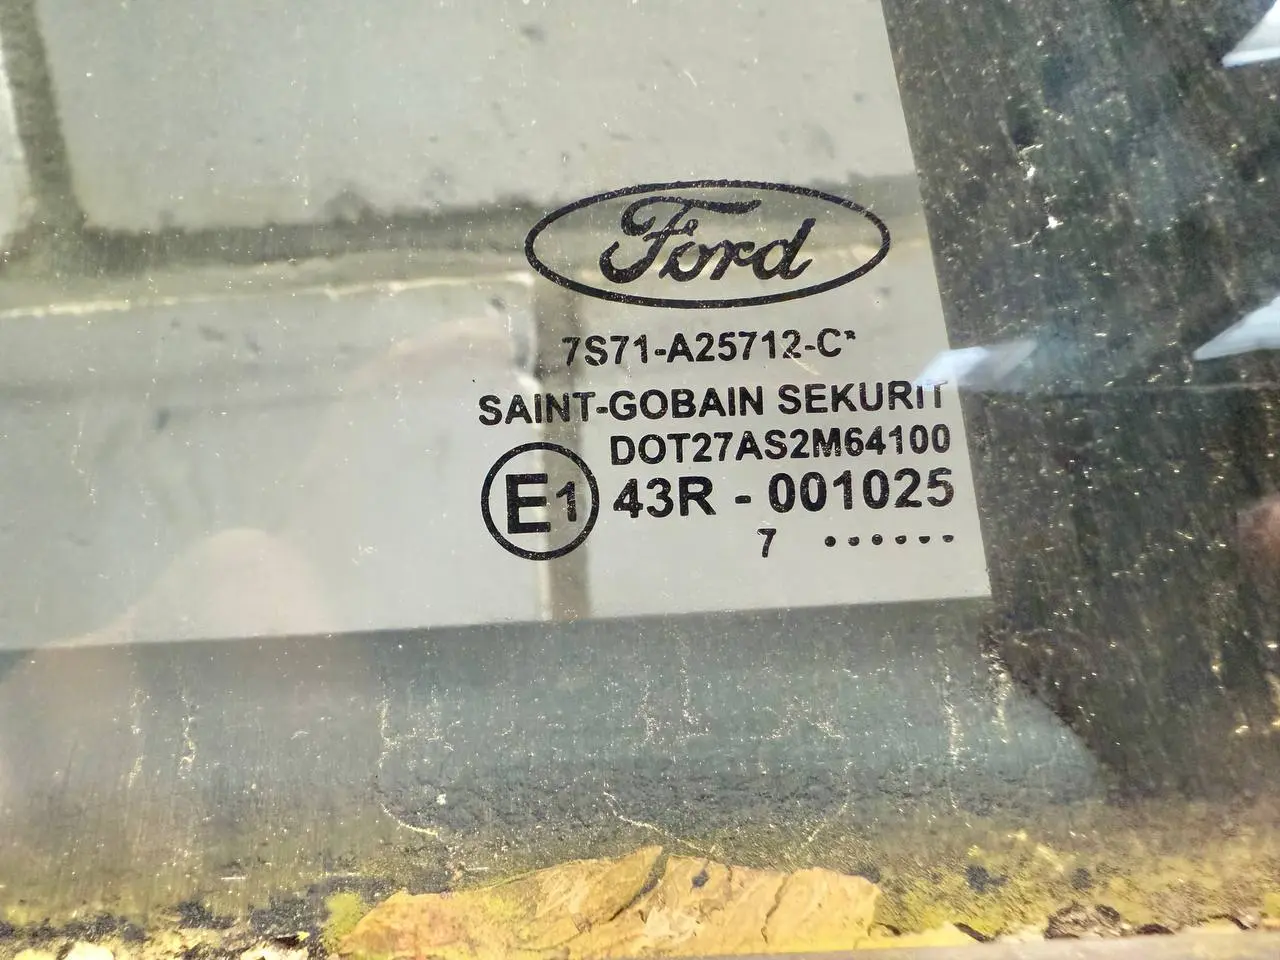 Ford
7S71-A25712-C*
SAINT-GOBAIN SEKURIT
DOT27AS2M64100
E1 43R - 001025
7 ......